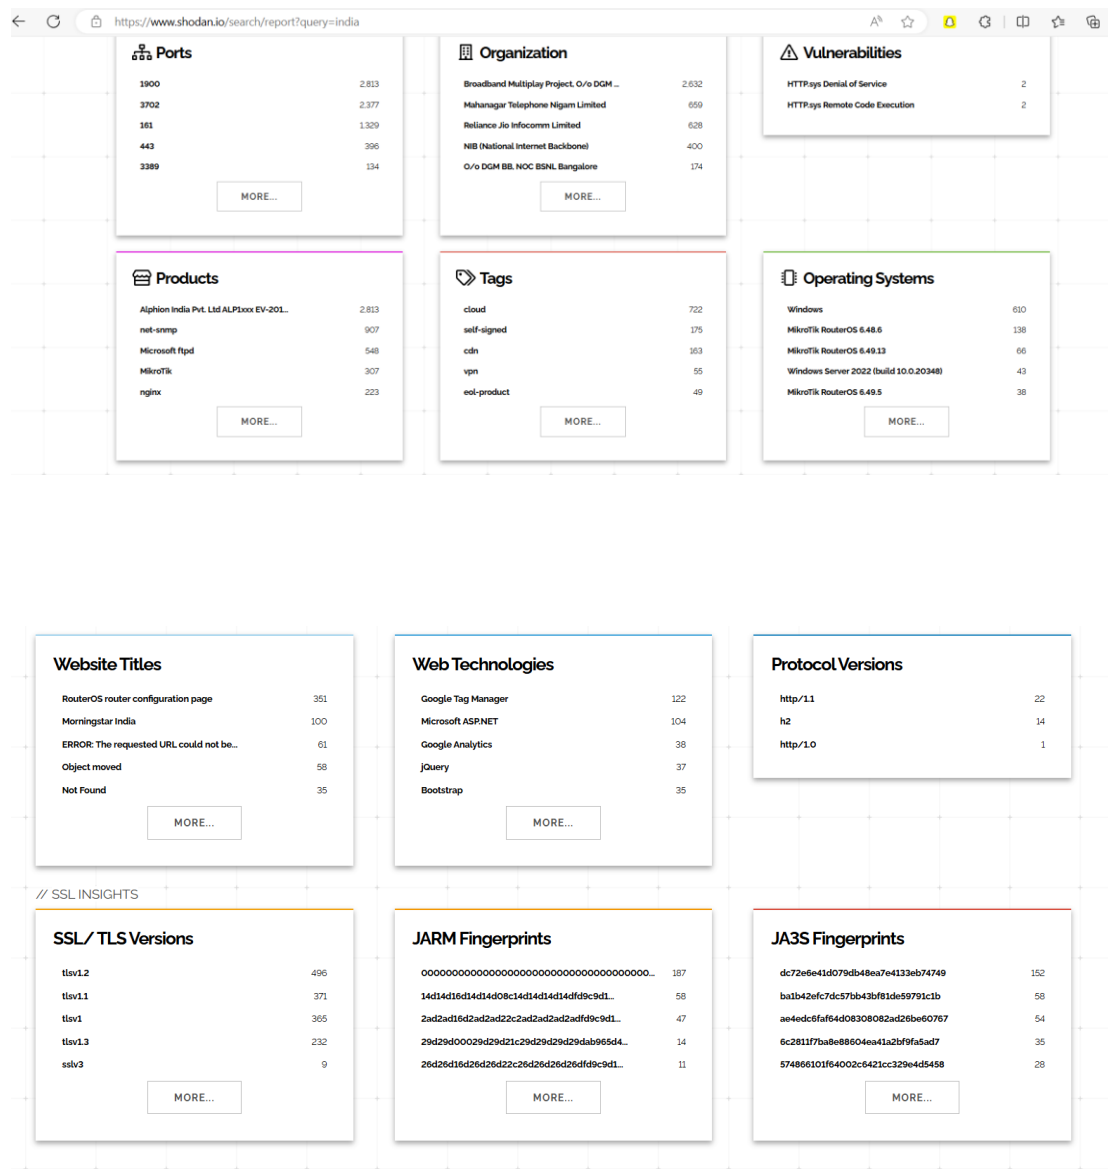 https://www.shodan.io/search/report?query=india
Ports
1900 2,813
3702 2,377
161 1,329
443 396
3389 134
MORE...
Organization
Broadband Multiplay Project, O/o DGM ... 2,632
Mahanagar Telephone Nigam Limited 659
Reliance Jio Infocomm Limited 628
NIB (National Internet Backbone) 400
O/o DGM BB, NOC BSNL Bangalore 174
MORE...
Vulnerabilities
HTTP.sys Denial of Service 2
HTTP.sys Remote Code Execution 2
Products
Alphion India Pvt. Ltd ALP1xxx EV-201... 2,813
net-snmp 907
Microsoft ftpd 548
MikroTik 307
nginx 223
MORE...
Tags
cloud 722
self-signed 175
cdn 163
vpn 55
eol-product 49
MORE...
Operating Systems
Windows 610
MikroTik RouterOS 6.48.6 138
MikroTik RouterOS 6.49.13 66
Windows Server 2022 (build 10.0.20348) 43
MikroTik RouterOS 6.49.5 38
MORE...
Website Titles
RouterOS router configuration page 351
Morningstar India 100
ERROR: The requested URL could not be... 61
Object moved 58
Not Found 35
MORE...
Web Technologies
Google Tag Manager 122
Microsoft ASP.NET 104
Google Analytics 38
jQuery 37
Bootstrap 35
MORE...
Protocol Versions
http/1.1 22
h2 14
http/1.0 1
// SSL INSIGHTS
SSL/ TLS Versions
tlsv1.2 496
tlsv1.1 371
tlsv1 365
tlsv1.3 232
sslv3 9
MORE...
JARM Fingerprints
00000000000000000000000000000000000000... 187
14d14d16d14d14d08c14d14d14d14dfd9c9d1... 58
2ad2ad16d2ad2ad22c2ad2ad2ad2adfd9c9d1... 47
29d29d00029d29d21c29d29d29d29dab965d4... 14
26d26d16d26d26d22c26d26d26d26dfd9c9d1... 11
MORE...
JA3S Fingerprints
dc72e6e41d079db48ea7e4133eb74749 152
ba1b42efc7dc57bb43bf81de59791c1b 58
ae4edc6faf64d08308082ad26be60767 54
6c2811f7ba8e88604ea41a2bf9fa5ad7 35
574866101f64002c6421cc329e4d5458 28
MORE...